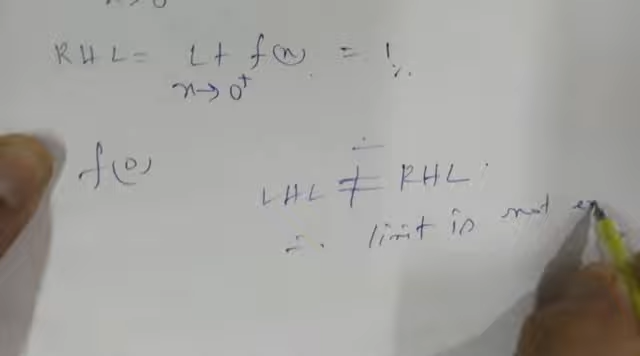 RHL = Lt f(x) = 1
x→0⁺
f(0)
∴
LHL ≠ RHL.
∴ limit is not